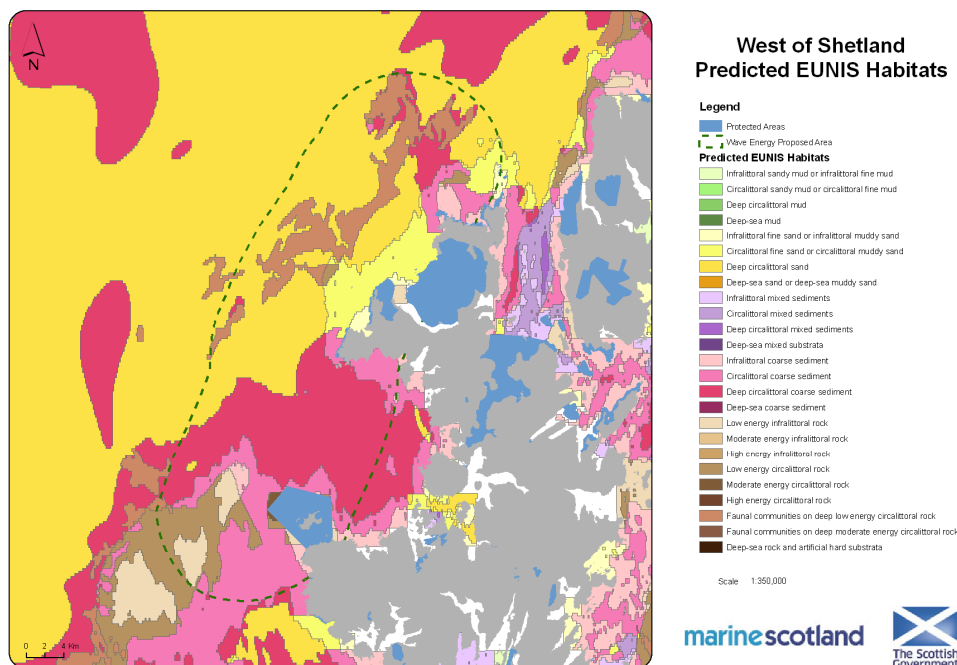 N
0 2 4 Km
West of Shetland
Predicted EUNIS Habitats
Legend
Protected Areas
Wave Energy Proposed Area
Predicted EUNIS Habitats
Infralittoral sandy mud or infralittoral fine mud
Circalittoral sandy mud or circalittoral fine mud
Deep circalittoral mud
Deep-sea mud
Infralittoral fine sand or infralittoral muddy sand
Circalittoral fine sand or circalittoral muddy sand
Deep circalittoral sand
Deep-sea sand or deep-sea muddy sand
Infralittoral mixed sediments
Circalittoral mixed sediments
Deep circalittoral mixed sediments
Deep-sea mixed substrata
Infralittoral coarse sediment
Circalittoral coarse sediment
Deep circalittoral coarse sediment
Deep-sea coarse sediment
Low energy infralittoral rock
Moderate energy infralittoral rock
High energy infralittoral rock
Low energy circalittoral rock
Moderate energy circalittoral rock
High energy circalittoral rock
Faunal communities on deep low energy circalittoral rock
Faunal communities on deep moderate energy circalittoral rock
Deep-sea rock and artificial hard substrata
Scale 1:350,000
marinescotland
The Scottish
Government